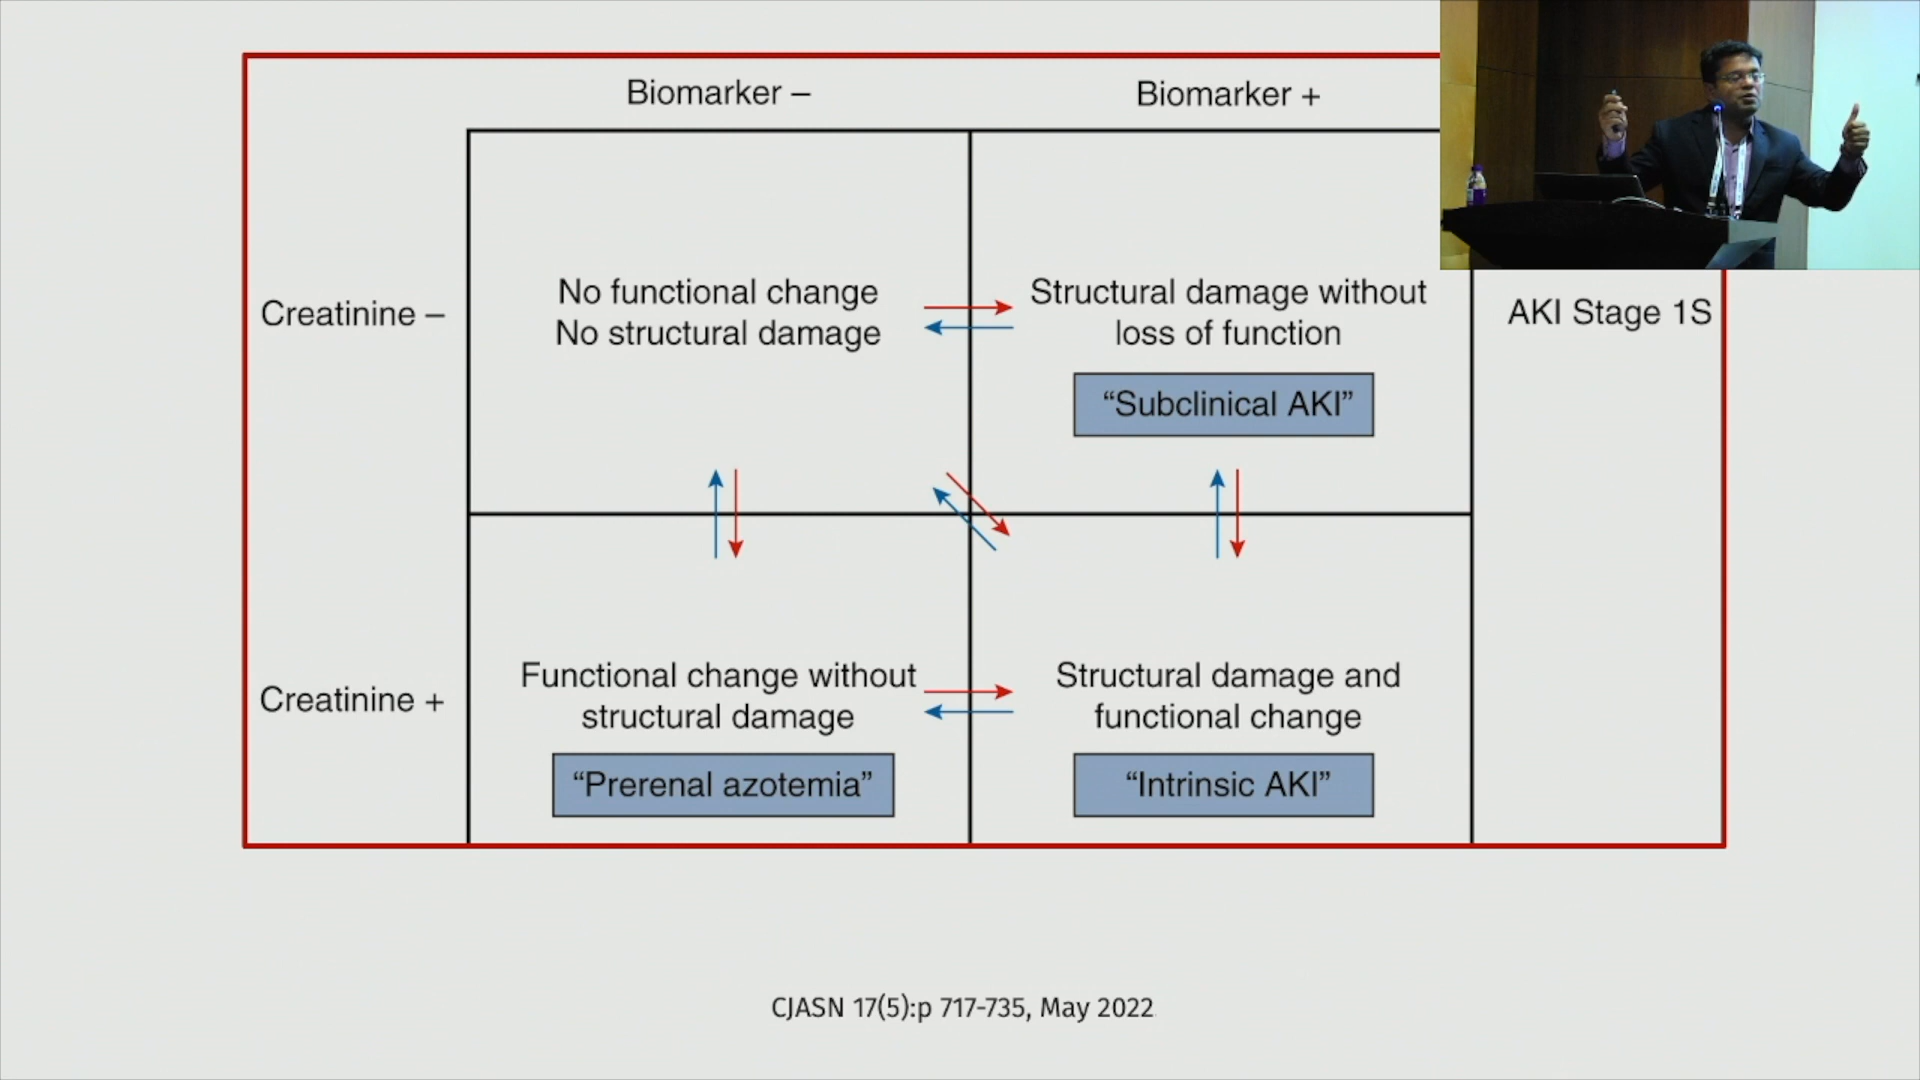 Biomarker –
Biomarker +
Creatinine –
No functional change
No structural damage
Structural damage without
loss of function
“Subclinical AKI”
AKI Stage 1S
Creatinine +
Functional change without
structural damage
“Prerenal azotemia”
Structural damage and
functional change
“Intrinsic AKI”
CJASN 17(5):p 717-735, May 2022